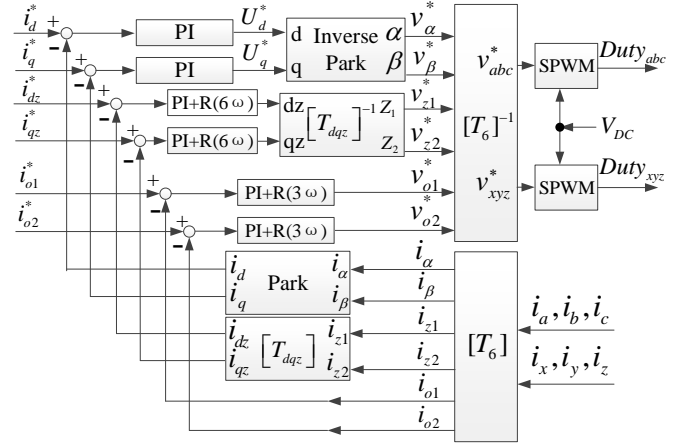 i_d^* + - PI U_d^* d Inverse α v_α^*
i_q^* + - PI U_q^* q Park β v_β^*
v_abc^* SPWM Duty_abc
i_dz^* + - PI+R(6ω) dz [T_dqz]^-1 Z_1 v_z1^*
i_qz^* + - PI+R(6ω) qz Z_2 v_z2^*
[T_6]^-1 V_DC
i_o1^* + - PI+R(3ω) v_o1^*
v_xyz^* SPWM Duty_xyz
i_o2^* + - PI+R(3ω) v_o2^*
i_d Park i_α i_α
i_q i_β i_β
i_dz [T_dqz] i_z1 i_z1
i_qz i_z2 i_z2
[T_6] i_a,i_b,i_c
i_x,i_y,i_z
i_o1
i_o2